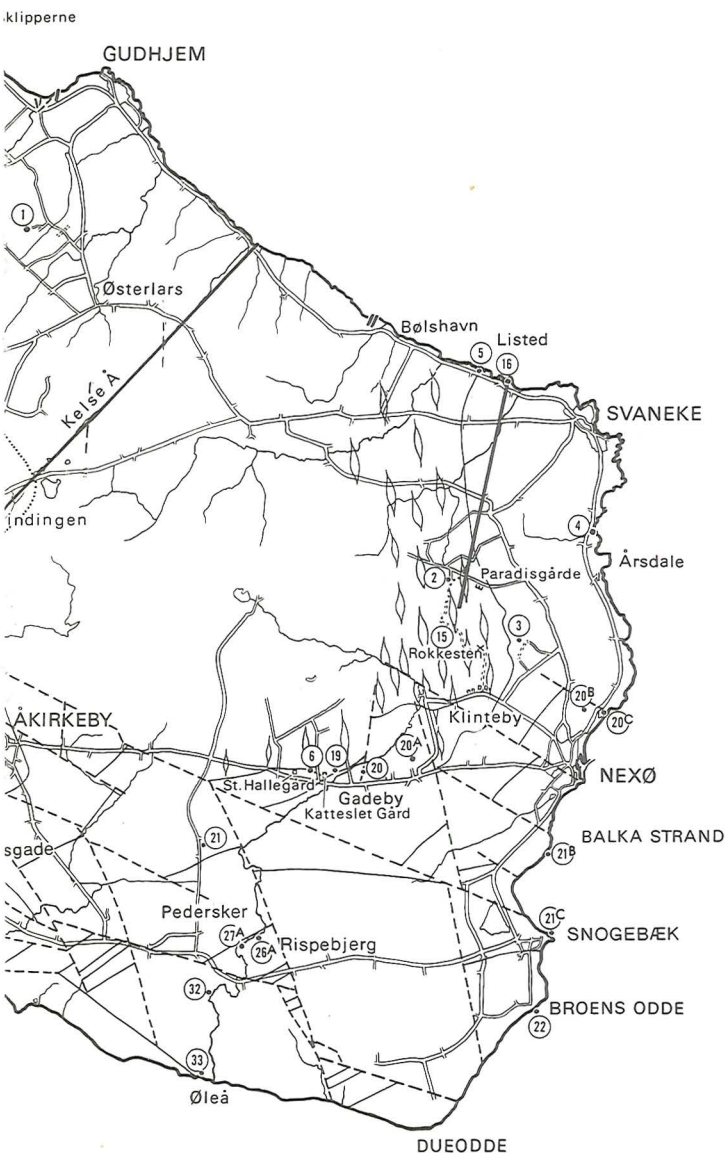 klipperne
GUDHJEM
1
Østerlars
Bølshavn
Listed
5
16
Kelse Å
SVANEKE
indingen
4
Årsdale
2
Paradisgårde
15
3
Rokkesten
20B
20C
ÅKIRKEBY
Klinteby
6
19
20
20A
St. Hallegård
Gadeby
Katteslet Gård
NEXØ
21
sgade
21B
BALKA STRAND
Pedersker
21C
27A
26A
Rispebjerg
SNOGEBÆK
32
BROENS ODDE
22
33
Øleå
DUEODDE